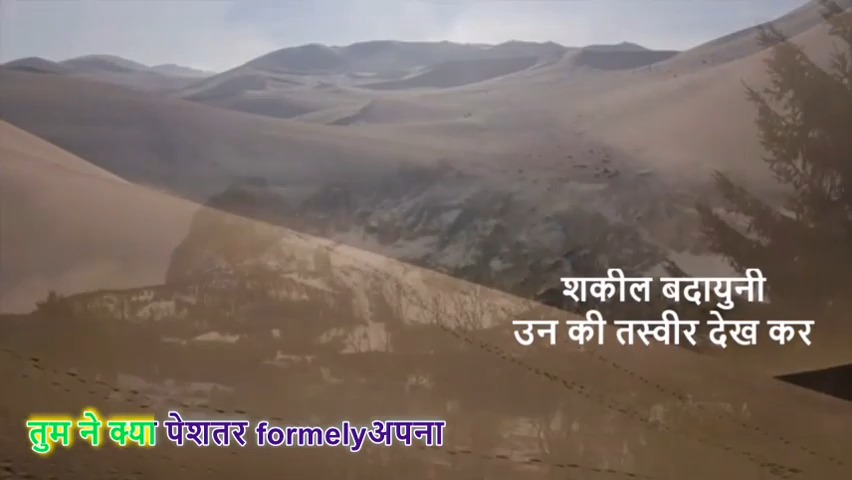 शकील बदायुनी
उन की तस्वीर देख कर
तुम ने क्या पेशतर formelyअपना